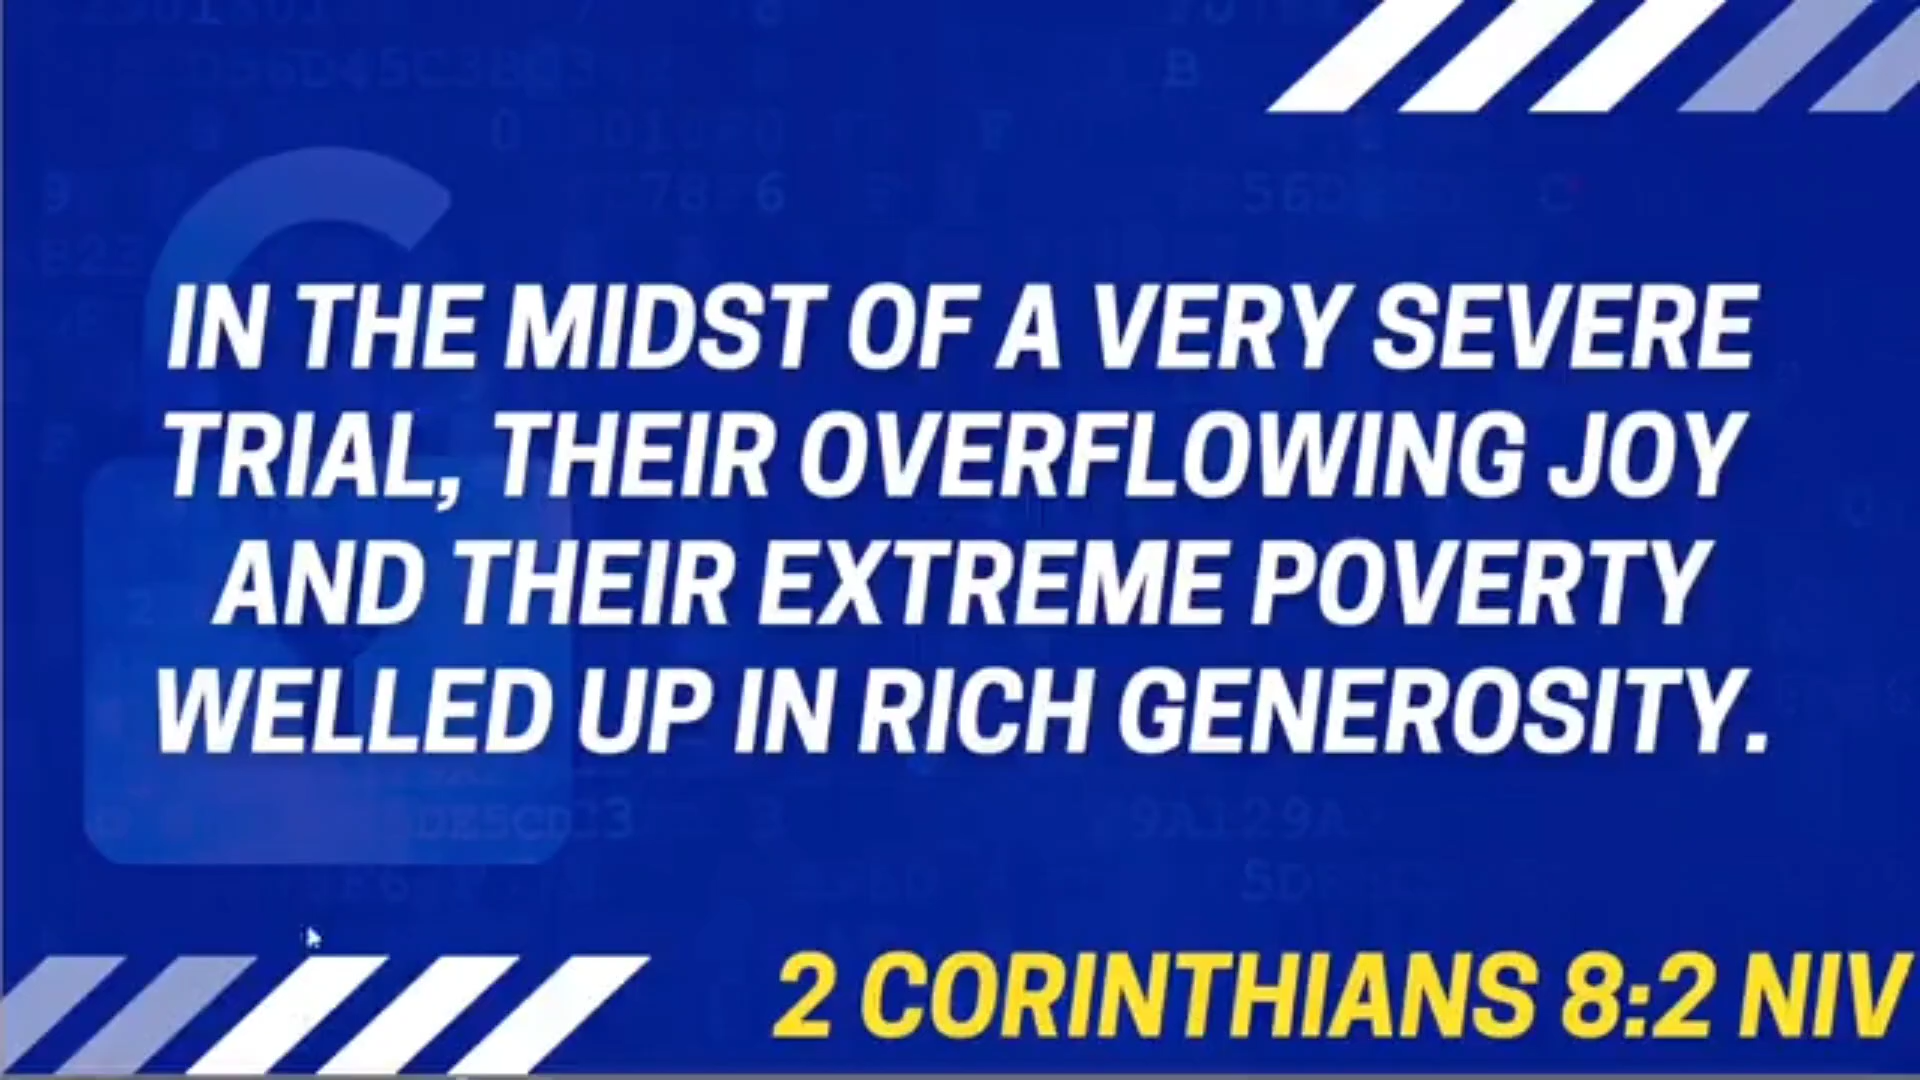 IN THE MIDST OF A VERY SEVERE
TRIAL, THEIR OVERFLOWING JOY
AND THEIR EXTREME POVERTY
WELLED UP IN RICH GENEROSITY.
2 CORINTHIANS 8:2 NIV